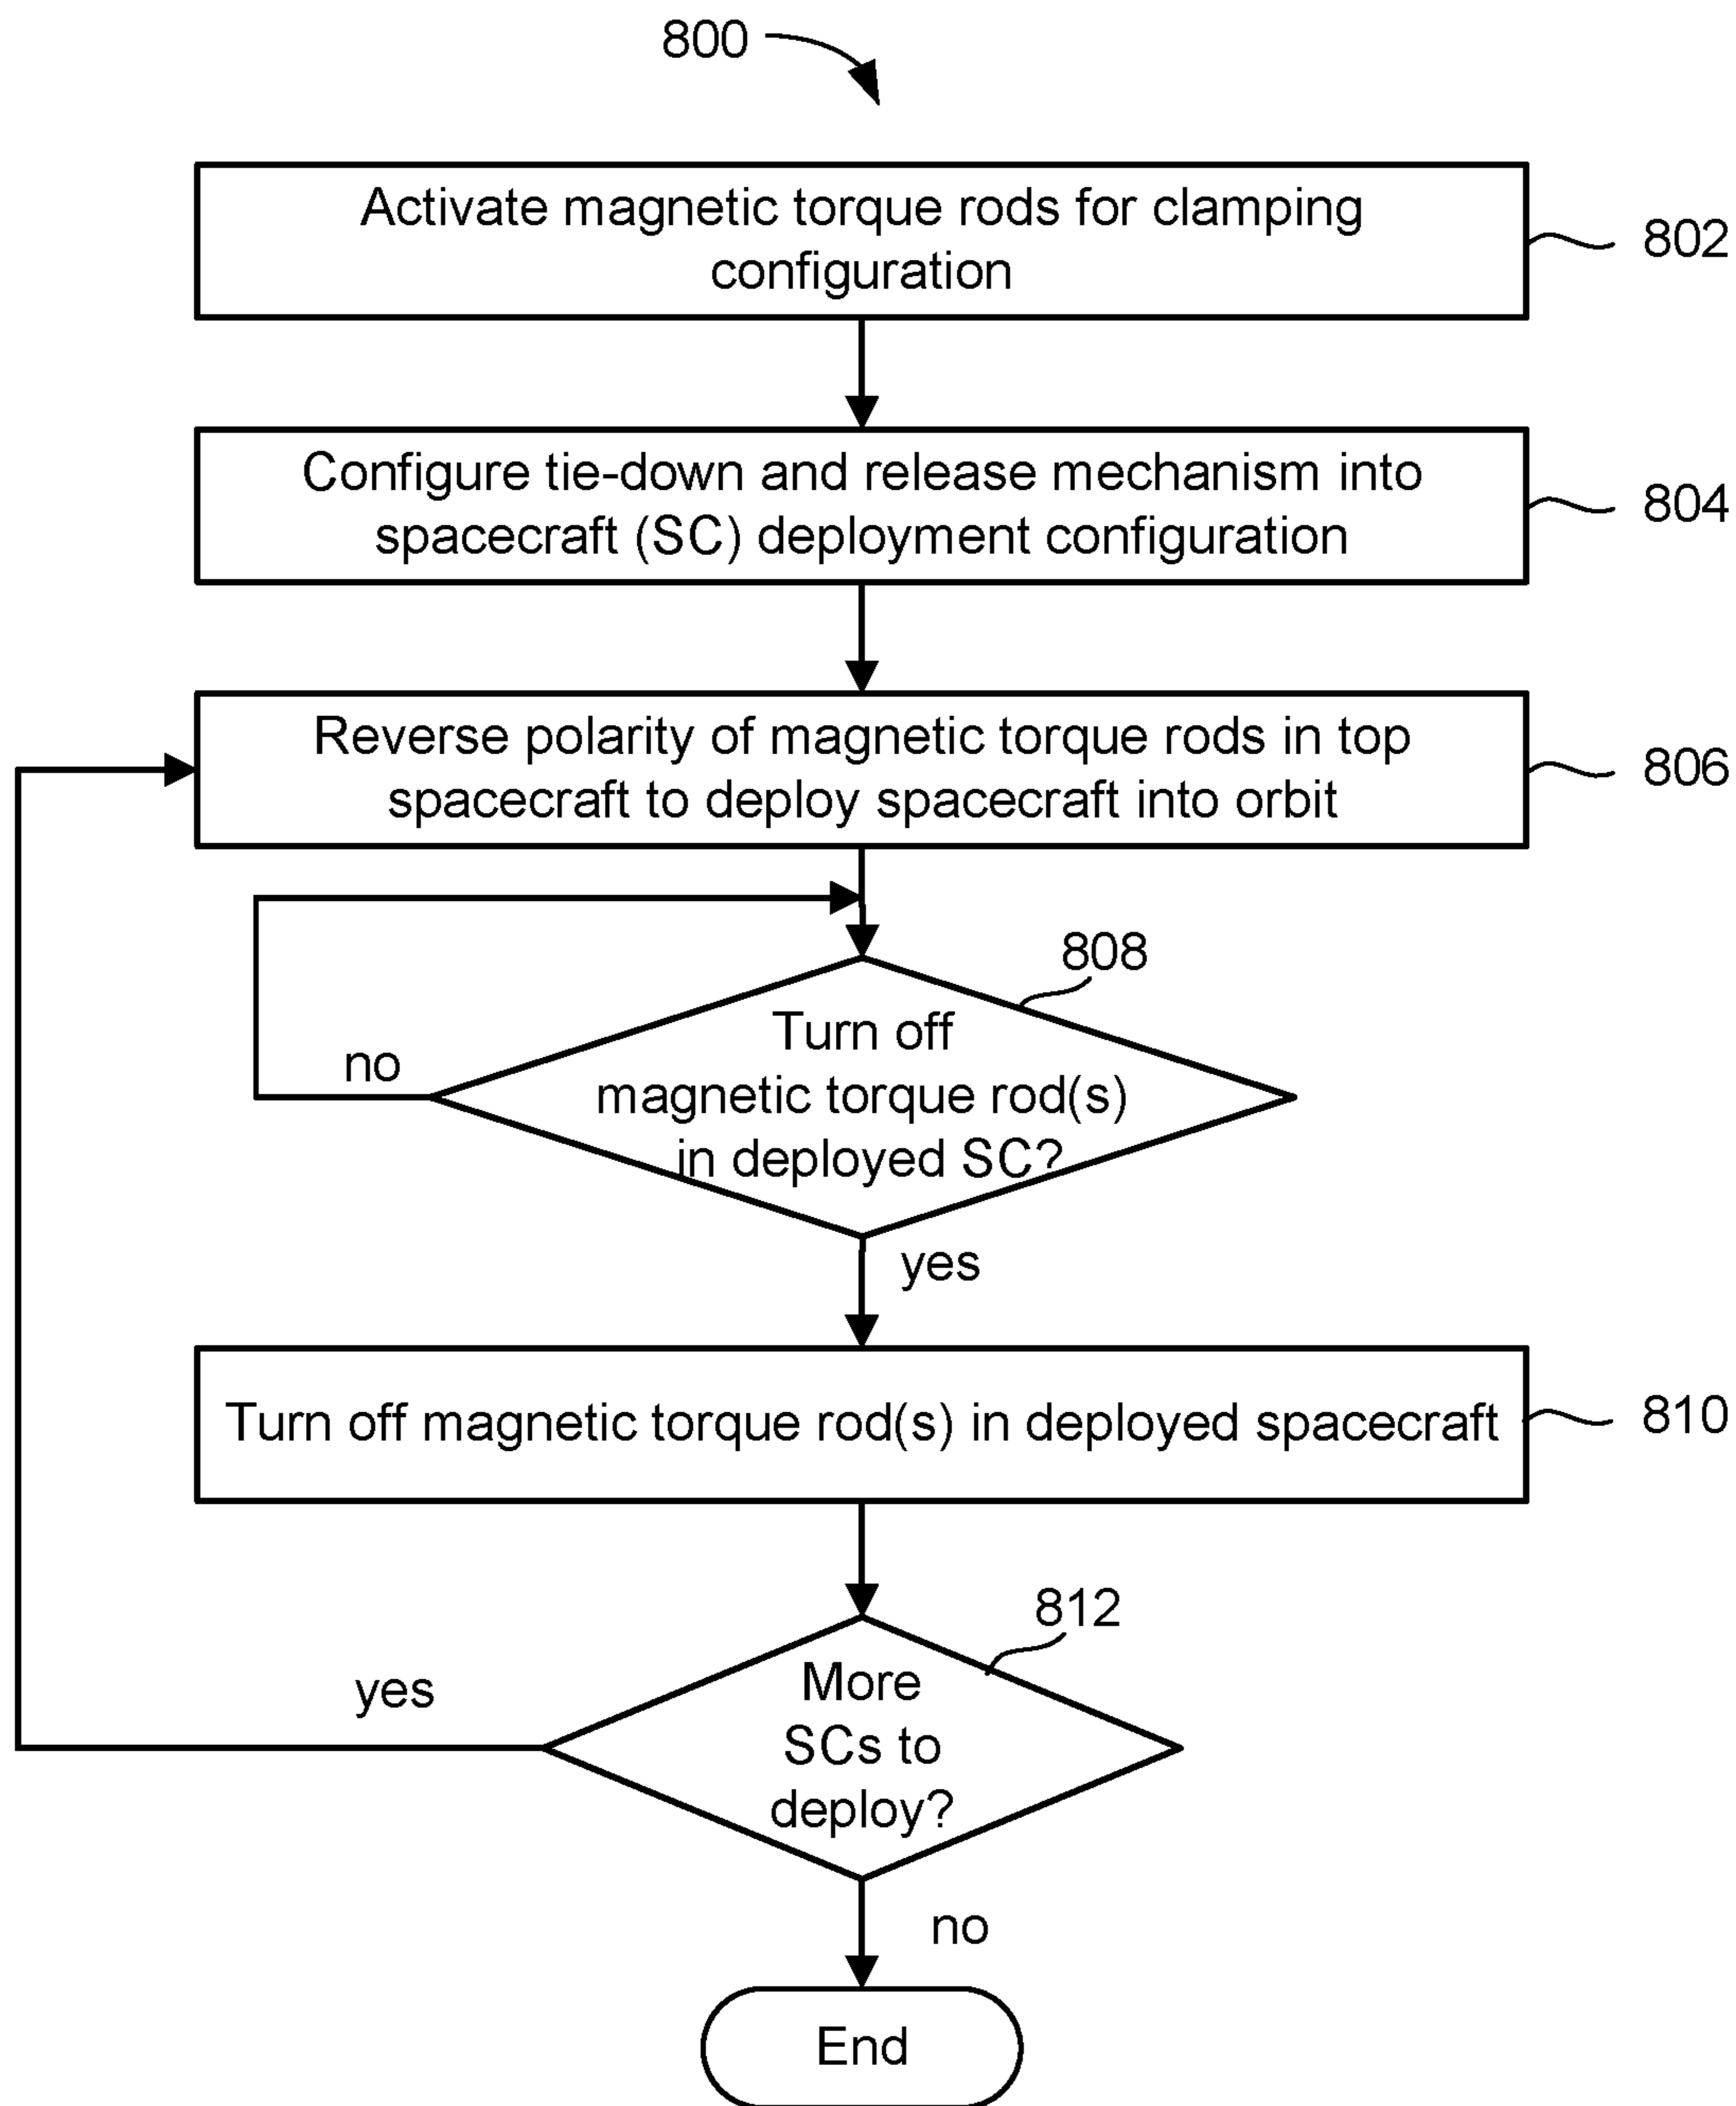 800
Activate magnetic torque rods for clamping
configuration
802
Configure tie-down and release mechanism into
spacecraft (SC) deployment configuration
804
Reverse polarity of magnetic torque rods in top
spacecraft to deploy spacecraft into orbit
806
808
Turn off
magnetic torque rod(s)
in deployed SC?
no
yes
Turn off magnetic torque rod(s) in deployed spacecraft
810
812
More
SCs to
deploy?
yes
no
End